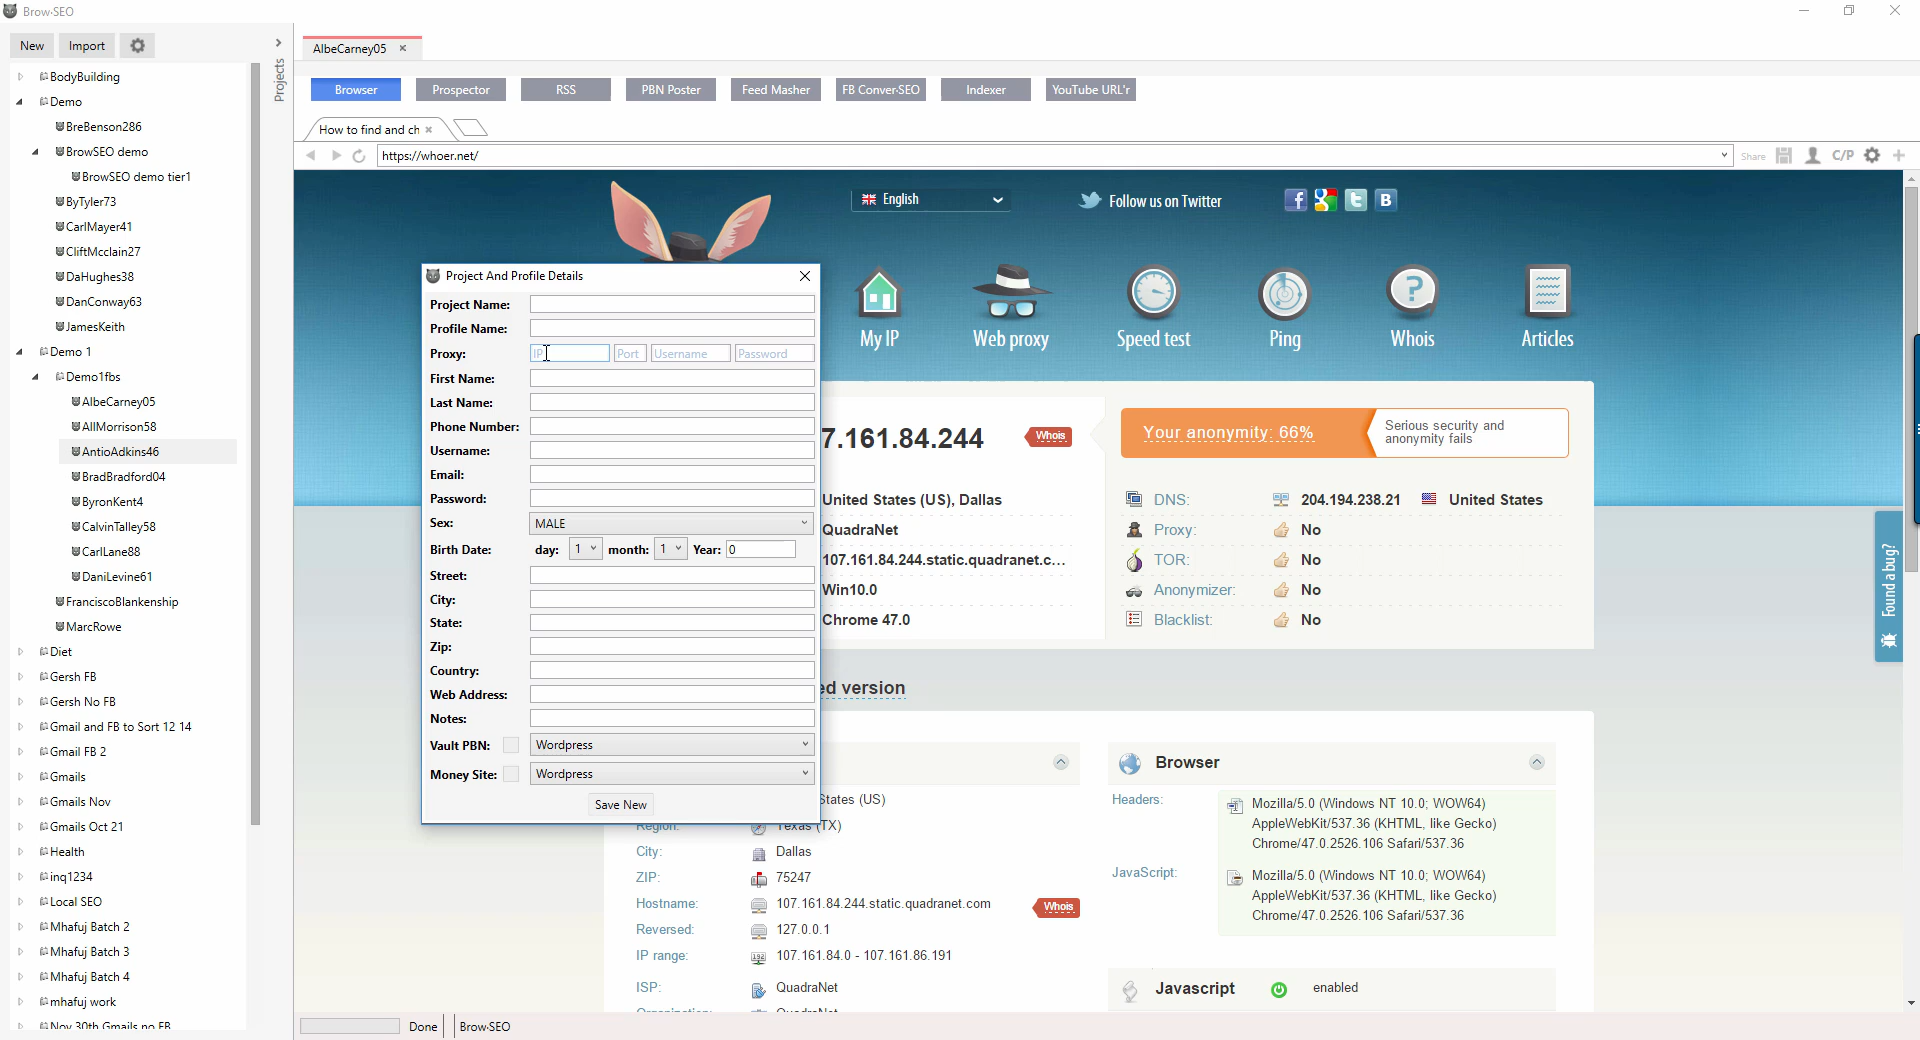 Brow·SEO
New Import
Projects
BodyBuilding
Demo
BreBenson286
BrowSEO demo
BrowSEO demo tier1
ByTyler73
CarlMayer41
CliftMcclain27
DaHughes38
DanConway63
JamesKeith
Demo 1
Demo1fbs
AlbeCarney05
AllMorrison58
AntioAdkins46
BradBradford04
ByronKent4
CalvinTalley58
CarlLane88
DaniLevine61
FranciscoBlankenship
MarcRowe
Diet
Gersh FB
Gersh No FB
Gmail and FB to Sort 12 14
Gmail FB 2
Gmails
Gmails Nov
Gmails Oct 21
Health
inq1234
Local SEO
Mhafuj Batch 2
Mhafuj Batch 3
Mhafuj Batch 4
mhafuj work
Nov 30th Gmails no FB
AlbeCarney05
Browser Prospector RSS PBN Poster Feed Masher FB Conver·SEO Indexer YouTube URL'r
How to find and ch
https://whoer.net/ Share C/P
English Follow us on Twitter
My IP Web proxy Speed test Ping Whois Articles
Project And Profile Details
Project Name:
Profile Name:
Proxy: IP Port Username Password
First Name:
Last Name:
Phone Number:
Username:
Email:
Password:
Sex: MALE
Birth Date: day: 1 month: 1 Year: 0
Street:
City:
State:
Zip:
Country:
Web Address:
Notes:
Vault PBN: Wordpress
Money Site: Wordpress
Save New
7.161.84.244 Whois
United States (US), Dallas
QuadraNet
107.161.84.244.static.quadranet.c...
Win10.0
Chrome 47.0
Your anonymity: 66% Serious security and
anonymity fails
DNS: 204.194.238.21 United States
Proxy: No
TOR: No
Anonymizer: No
Blacklist: No
Found a bug?
ed version
States (US)
Region: Texas (TX)
City: Dallas
ZIP: 75247
Hostname: 107.161.84.244.static.quadranet.com Whois
Reversed: 127.0.0.1
IP range: 107.161.84.0 - 107.161.86.191
ISP: QuadraNet
Organization: QuadraNet
Browser
Headers: Mozilla/5.0 (Windows NT 10.0; WOW64)
AppleWebKit/537.36 (KHTML, like Gecko)
Chrome/47.0.2526.106 Safari/537.36
JavaScript: Mozilla/5.0 (Windows NT 10.0; WOW64)
AppleWebKit/537.36 (KHTML, like Gecko)
Chrome/47.0.2526.106 Safari/537.36
Javascript enabled
Done Brow·SEO